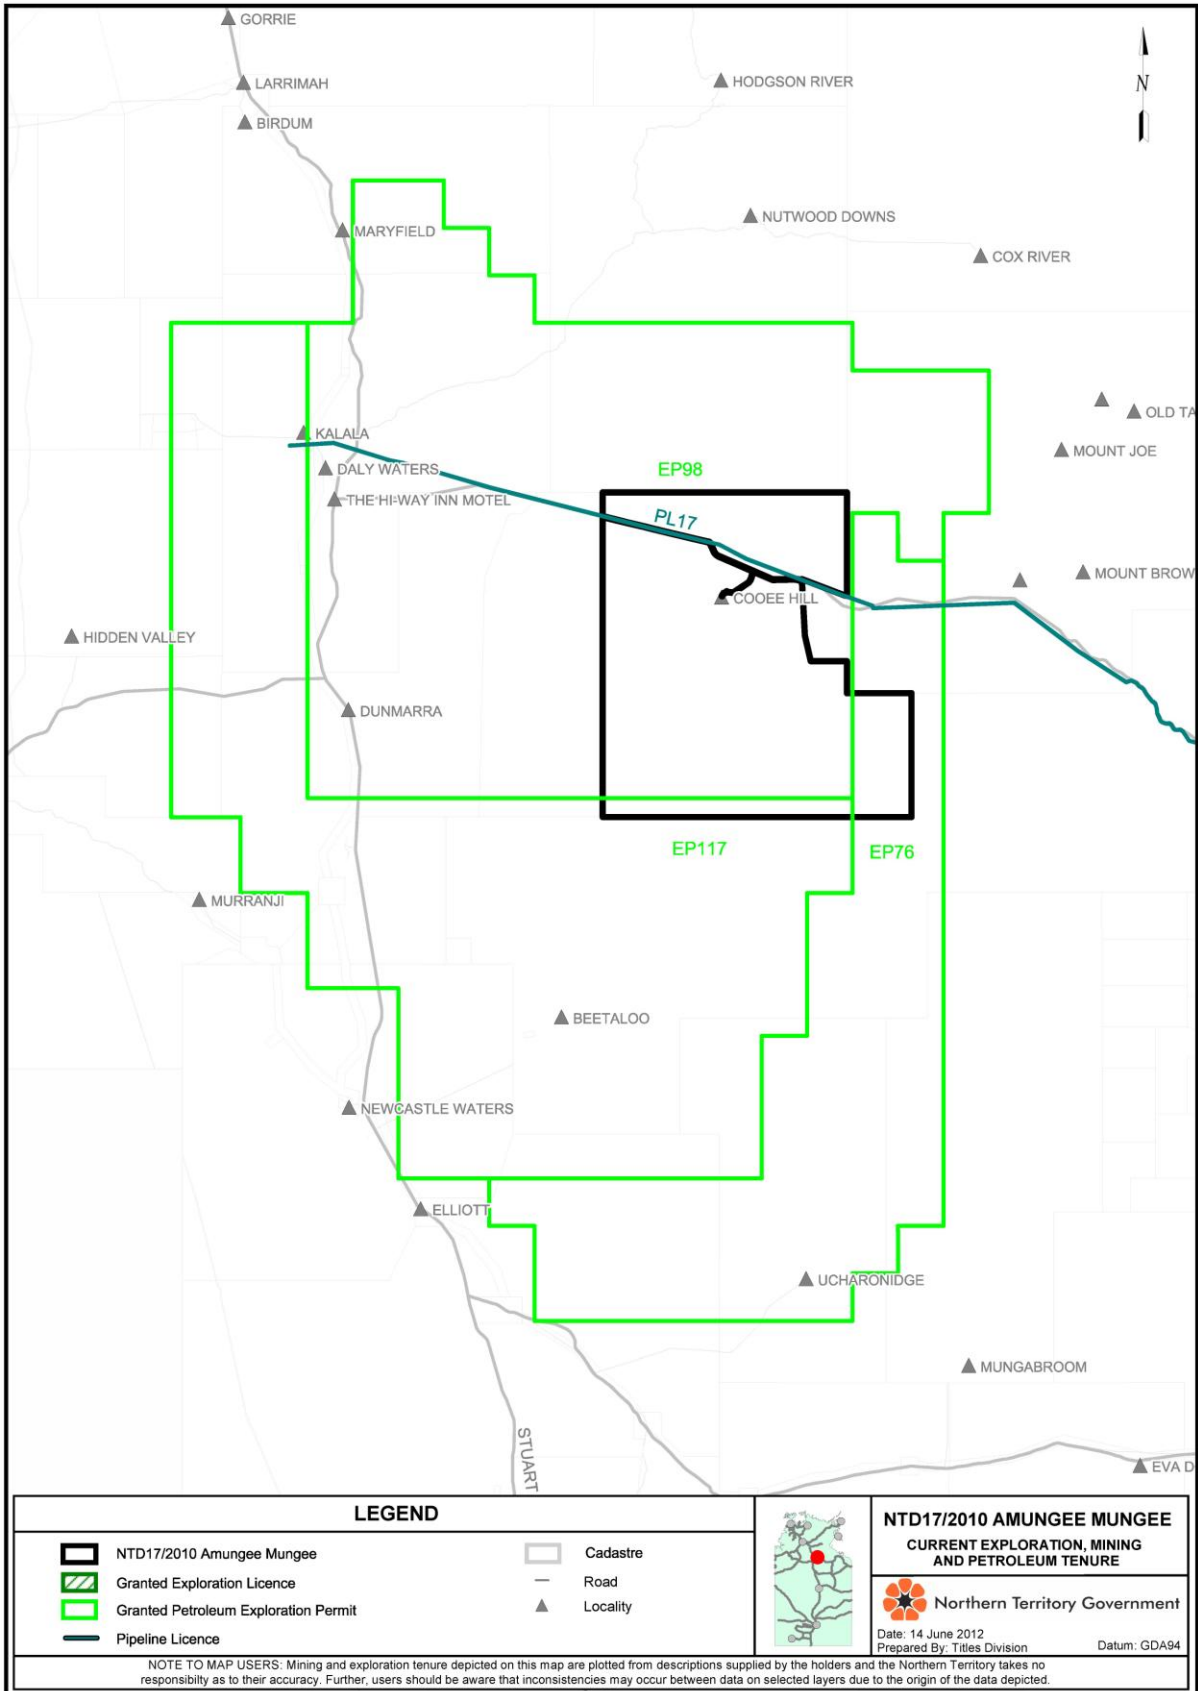 GORRIE
LARRIMAH
HODGSON RIVER
N
BIRDUM
NUTWOOD DOWNS
MARYFIELD
COX RIVER
OLD TA
KALALA
MOUNT JOE
DALY WATERS
EP98
THE HI-WAY INN MOTEL
PL17
MOUNT BROW
COOEE HILL
HIDDEN VALLEY
DUNMARRA
EP117
EP76
MURRANJI
BEETALOO
NEWCASTLE WATERS
ELLIOTT
UCHARONIDGE
MUNGABROOM
STUART
EVA D
LEGEND
NTD17/2010 Amungee Mungee
Granted Exploration Licence
Granted Petroleum Exploration Permit
Pipeline Licence
Cadastre
Road
Locality
NTD17/2010 AMUNGEE MUNGEE
CURRENT EXPLORATION, MINING
AND PETROLEUM TENURE
Northern Territory Government
Date: 14 June 2012
Prepared By: Titles Division
Datum: GDA94
NOTE TO MAP USERS: Mining and exploration tenure depicted on this map are plotted from descriptions supplied by the holders and the Northern Territory takes no
responsibilty as to their accuracy. Further, users should be aware that inconsistencies may occur between data on selected layers due to the origin of the data depicted.